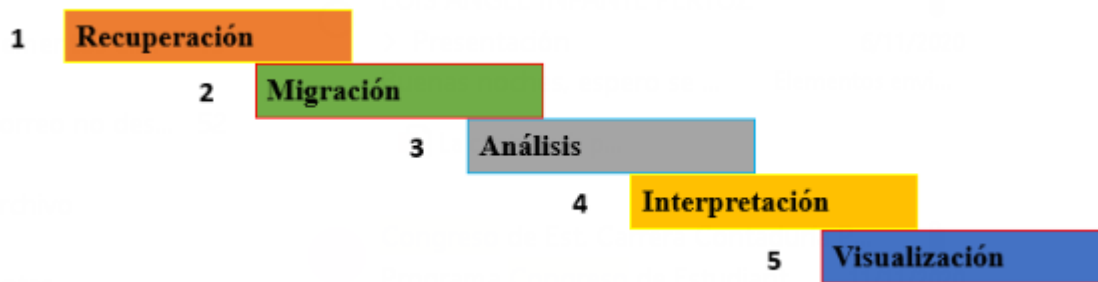 1 Recuperación
2 Migración
3 Análisis
4 Interpretación
5 Visualización